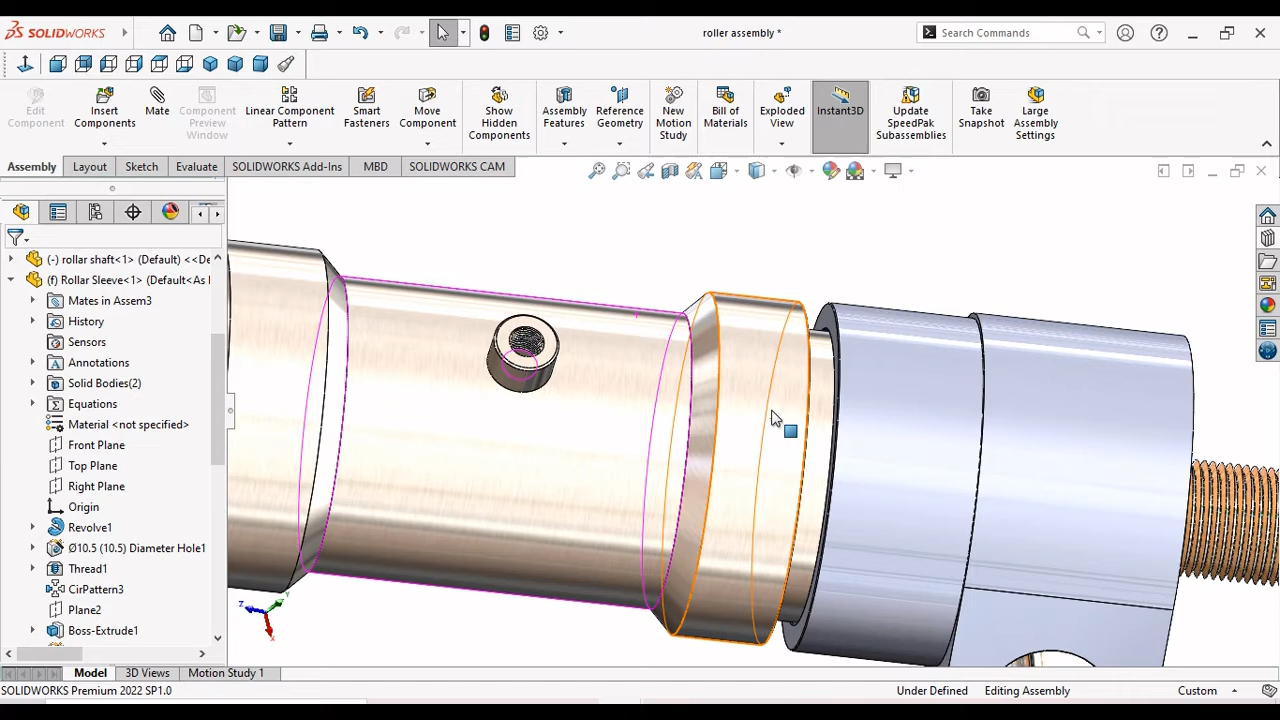 SOLIDWORKS
roller assembly *
Search Commands
Edit Component
Insert Components
Mate
Component Preview Window
Linear Component Pattern
Smart Fasteners
Move Component
Show Hidden Components
Assembly Features
Reference Geometry
New Motion Study
Bill of Materials
Exploded View
Instant3D
Update SpeedPak Subassemblies
Take Snapshot
Large Assembly Settings
Assembly Layout Sketch Evaluate SOLIDWORKS Add-Ins MBD SOLIDWORKS CAM
(-) rollar shaft<1> (Default) <<De
(f) Rollar Sleeve<1> (Default<As
Mates in Assem3
History
Sensors
Annotations
Solid Bodies(2)
Equations
Material <not specified>
Front Plane
Top Plane
Right Plane
Origin
Revolve1
Ø10.5 (10.5) Diameter Hole1
Thread1
CirPattern3
Plane2
Boss-Extrude1
Z Y X
Model 3D Views Motion Study 1
SOLIDWORKS Premium 2022 SP1.0
Under Defined Editing Assembly Custom